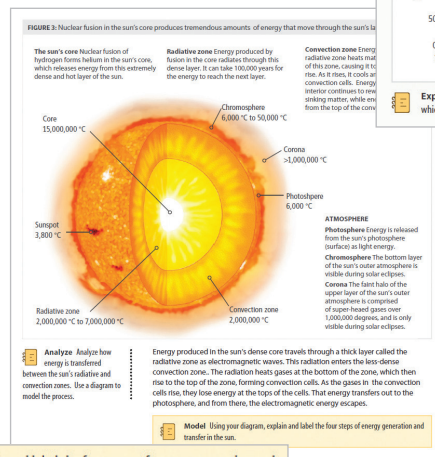 FIGURE 3: Nuclear fusion in the sun's core produces tremendous amounts of energy that move through the sun's la
The sun's core Nuclear fusion of
hydrogen forms helium in the sun's core,
which releases energy from this extremely
dense and hot layer of the sun.
Radiative zone Energy produced by
fusion in the core radiates through this
dense layer. It can take 100,000 years for
the energy to reach the next layer.
Convection zone Energ
radiative zone heats mat
of this zone, causing it to
rise. As it rises, it cools an
convection cells. Energy
interior continues to rew
sinking matter, while ene
from the top of the conv
Core
15,000,000 °C
Chromosphere
6,000 °C to 50,000 °C
Corona
>1,000,000 °C
Photoshpere
6,000 °C
Sunspot
3,800 °C
Radiative zone
2,000,000 °C to 7,000,000 °C
Convection zone
2,000,000 °C
ATMOSPHERE
Photosphere Energy is released
from the sun's photosphere
(surface) as light energy.
Chromosphere The bottom layer
of the sun's outer atmosphere is
visible during solar eclipses.
Corona The faint halo of the
upper layer of the sun's outer
atmosphere is comprised
of super-heaed gases over
1,000,000 degrees, and is only
visible during solar eclipses.
Analyze Analyze how
energy is transferred
between the sun's radiative and
convection zones. Use a diagram to
model the process.
Energy produced in the sun's dense core travels through a thick layer called the
radiative zone as electromagnetic waves. This radiation enters the less-dense
convection zone.. The radiation heats gases at the bottom of the zone, which then
rise to the top of the zone, forming convection cells. As the gases in the convection
cells rise, they lose energy at the tops of the cell. That energy transfers out to the
photosphere, and from there, the electromagnetic energy escapes.
Model Using your diagram, explain and label the four steps of energy generation and
transfer in the sun.
Exp
whic